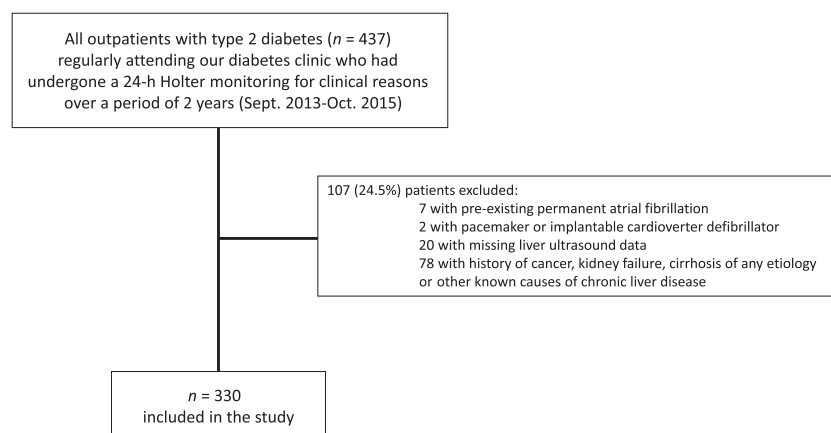 All outpatients with type 2 diabetes (n = 437)
regularly attending our diabetes clinic who had
undergone a 24-h Holter monitoring for clinical reasons
over a period of 2 years (Sept. 2013-Oct. 2015)
107 (24.5%) patients excluded:
7 with pre-existing permanent atrial fibrillation
2 with pacemaker or implantable cardioverter defibrillator
20 with missing liver ultrasound data
78 with history of cancer, kidney failure, cirrhosis of any etiology
or other known causes of chronic liver disease
n = 330
included in the study